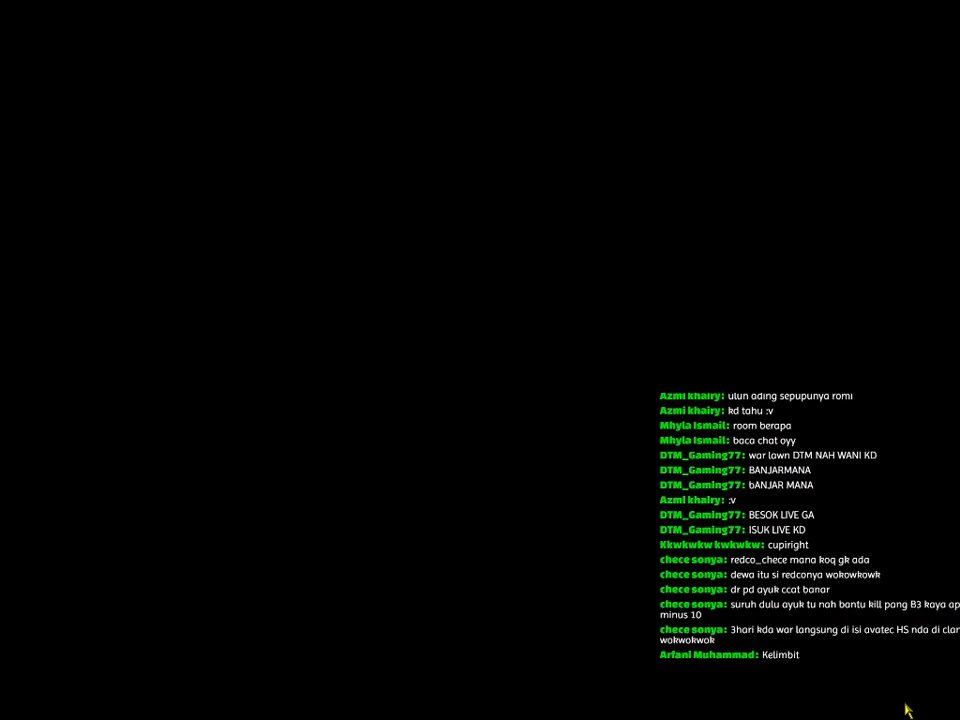 Azmi khairy: ulun ading sepupunya romi
Azmi khairy: kd tahu :v
Mhyla Ismail: room berapa
Mhyla Ismail: baca chat oyy
DTM_Gaming77: war lawn DTM NAH WANI KD
DTM_Gaming77: BANJARMANA
DTM_Gaming77: bANJAR MANA
Azmi khairy: :v
DTM_Gaming77: BESOK LIVE GA
DTM_Gaming77: ISUK LIVE KD
Kkwkwkw kwkwkw: cupiright
chece sonya: redco_chece mana koq gk ada
chece sonya: dewa itu si redconya wokowkowk
chece sonya: dr pd ayuk ccat banar
chece sonya: suruh dulu ayuk tu nah bantu kill pang B3 kaya ap
minus 10
chece sonya: 3hari kda war langsung di isi avatec HS nda di clan
wokwokwok
Arfani Muhammad: Kelimbit